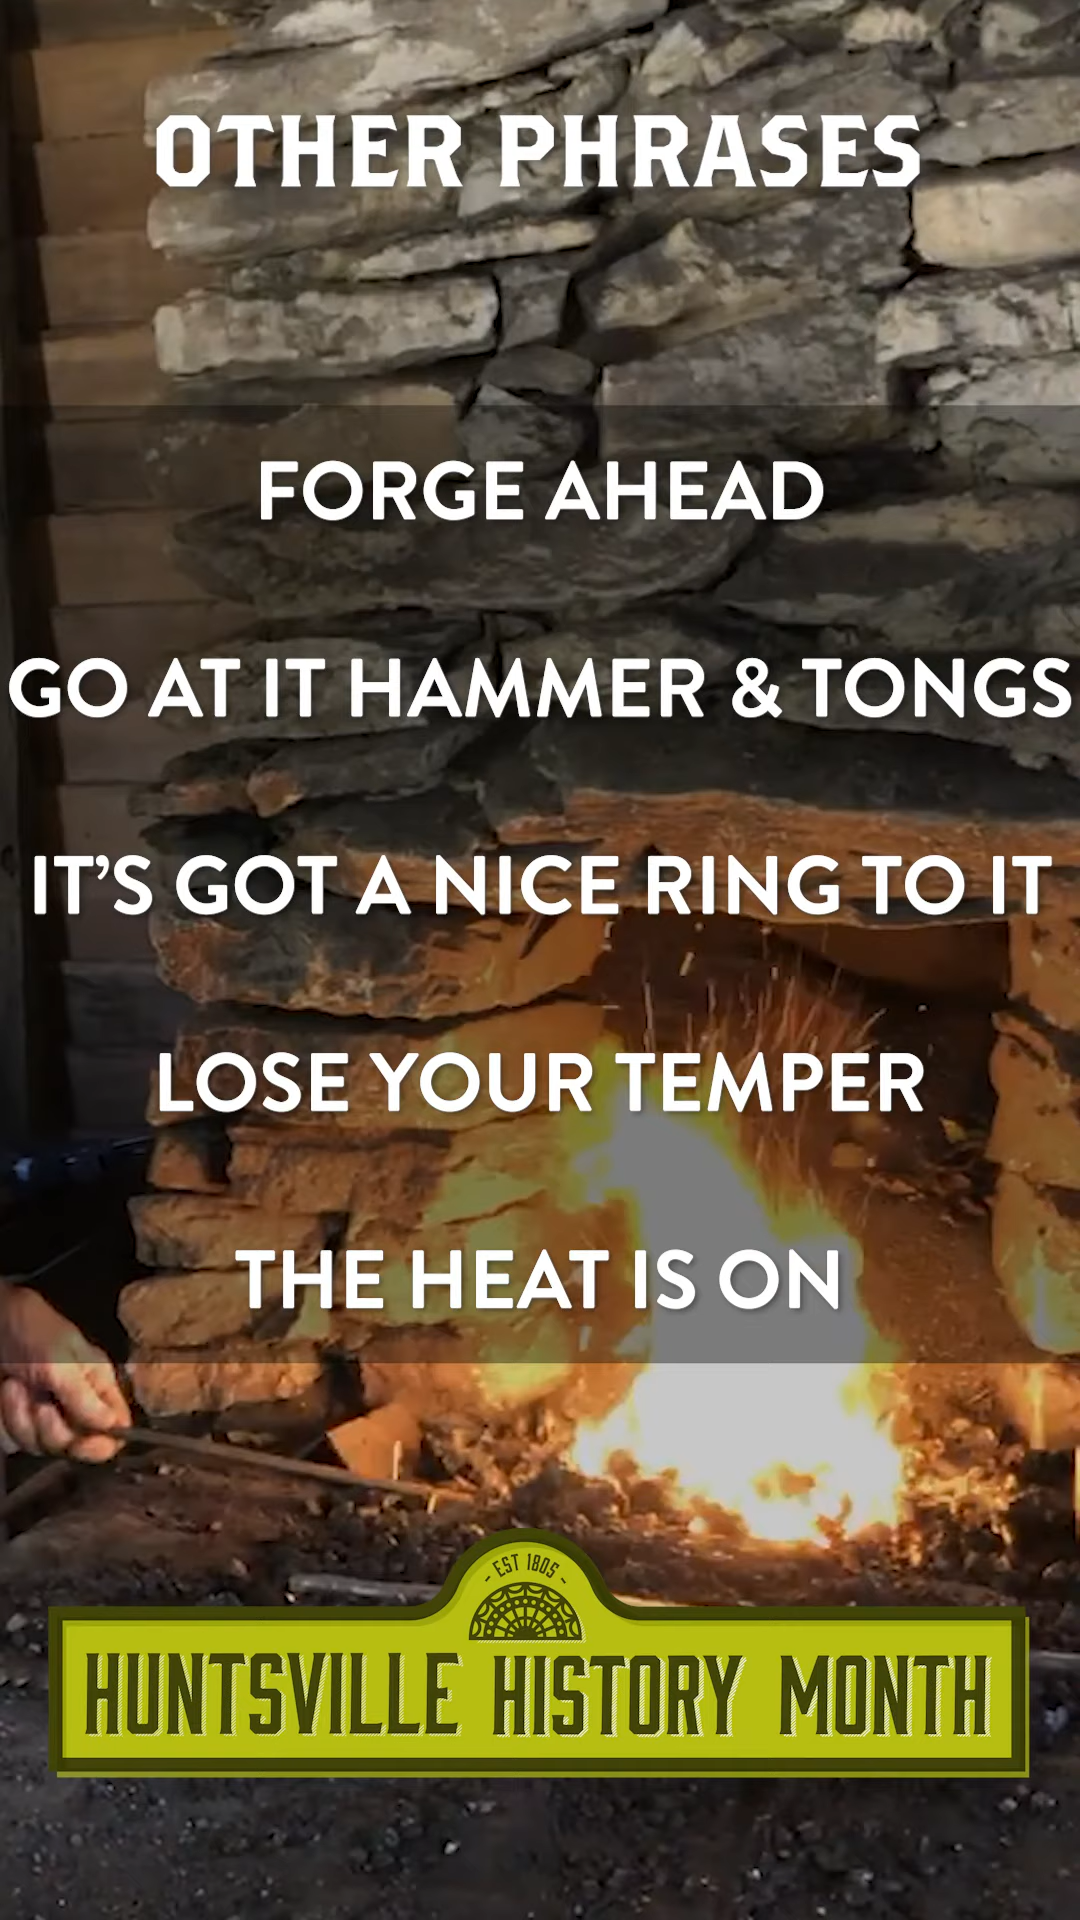 OTHER PHRASES
FORGE AHEAD
GO AT IT HAMMER & TONGS
IT’S GOT A NICE RING TO IT
LOSE YOUR TEMPER
THE HEAT IS ON
- EST 1805 -
HUNTSVILLE HISTORY MONTH